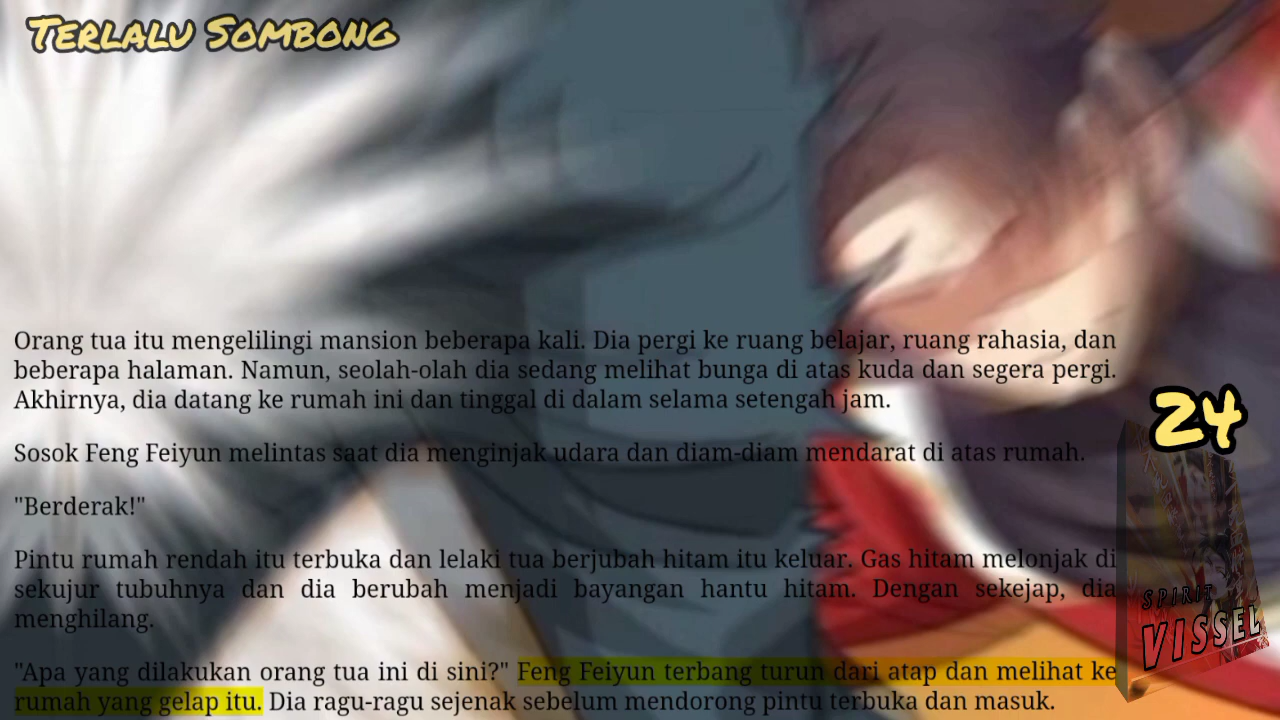 Terlalu Sombong
Orang tua itu mengelilingi mansion beberapa kali. Dia pergi ke ruang belajar, ruang rahasia, dan
beberapa halaman. Namun, seolah-olah dia sedang melihat bunga di atas kuda dan segera pergi.
Akhirnya, dia datang ke rumah ini dan tinggal di dalam selama setengah jam.
Sosok Feng Feiyun melintas saat dia menginjak udara dan diam-diam mendarat di atas rumah.
"Berderak!"
Pintu rumah rendah itu terbuka dan lelaki tua berjubah hitam itu keluar. Gas hitam melonjak di
sekujur tubuhnya dan dia berubah menjadi bayangan hantu hitam. Dengan sekejap, dia
menghilang.
"Apa yang dilakukan orang tua ini di sini?" Feng Feiyun terbang turun dari atap dan melihat ke
rumah yang gelap itu. Dia ragu-ragu sejenak sebelum mendorong pintu terbuka dan masuk.
24
SPIRIT
VISSEL